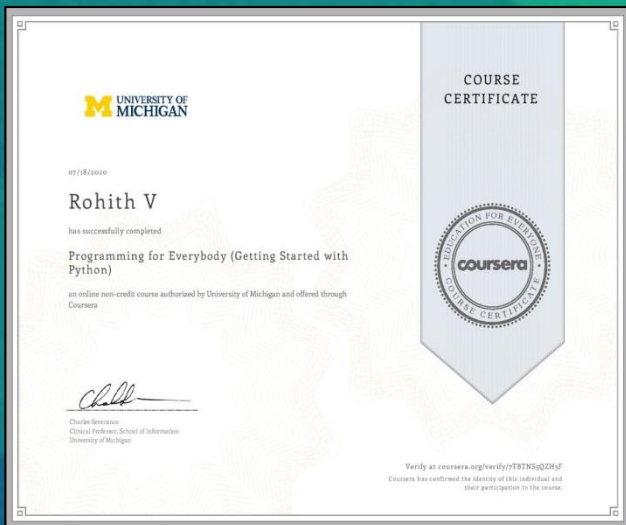 UNIVERSITY OF
MICHIGAN
07/18/2020
Rohith V
has successfully completed
Programming for Everybody (Getting Started with
Python)
an online non-credit course authorized by University of Michigan and offered through
Coursera
Charles Severance
Clinical Professor, School of Information
University of Michigan
COURSE
CERTIFICATE
EDUCATION FOR EVERYONE
coursera
COURSE CERTIFICATE
Verify at coursera.org/verify/7TBTNS5QZH3F
Coursera has confirmed the identity of this individual and
their participation in the course.